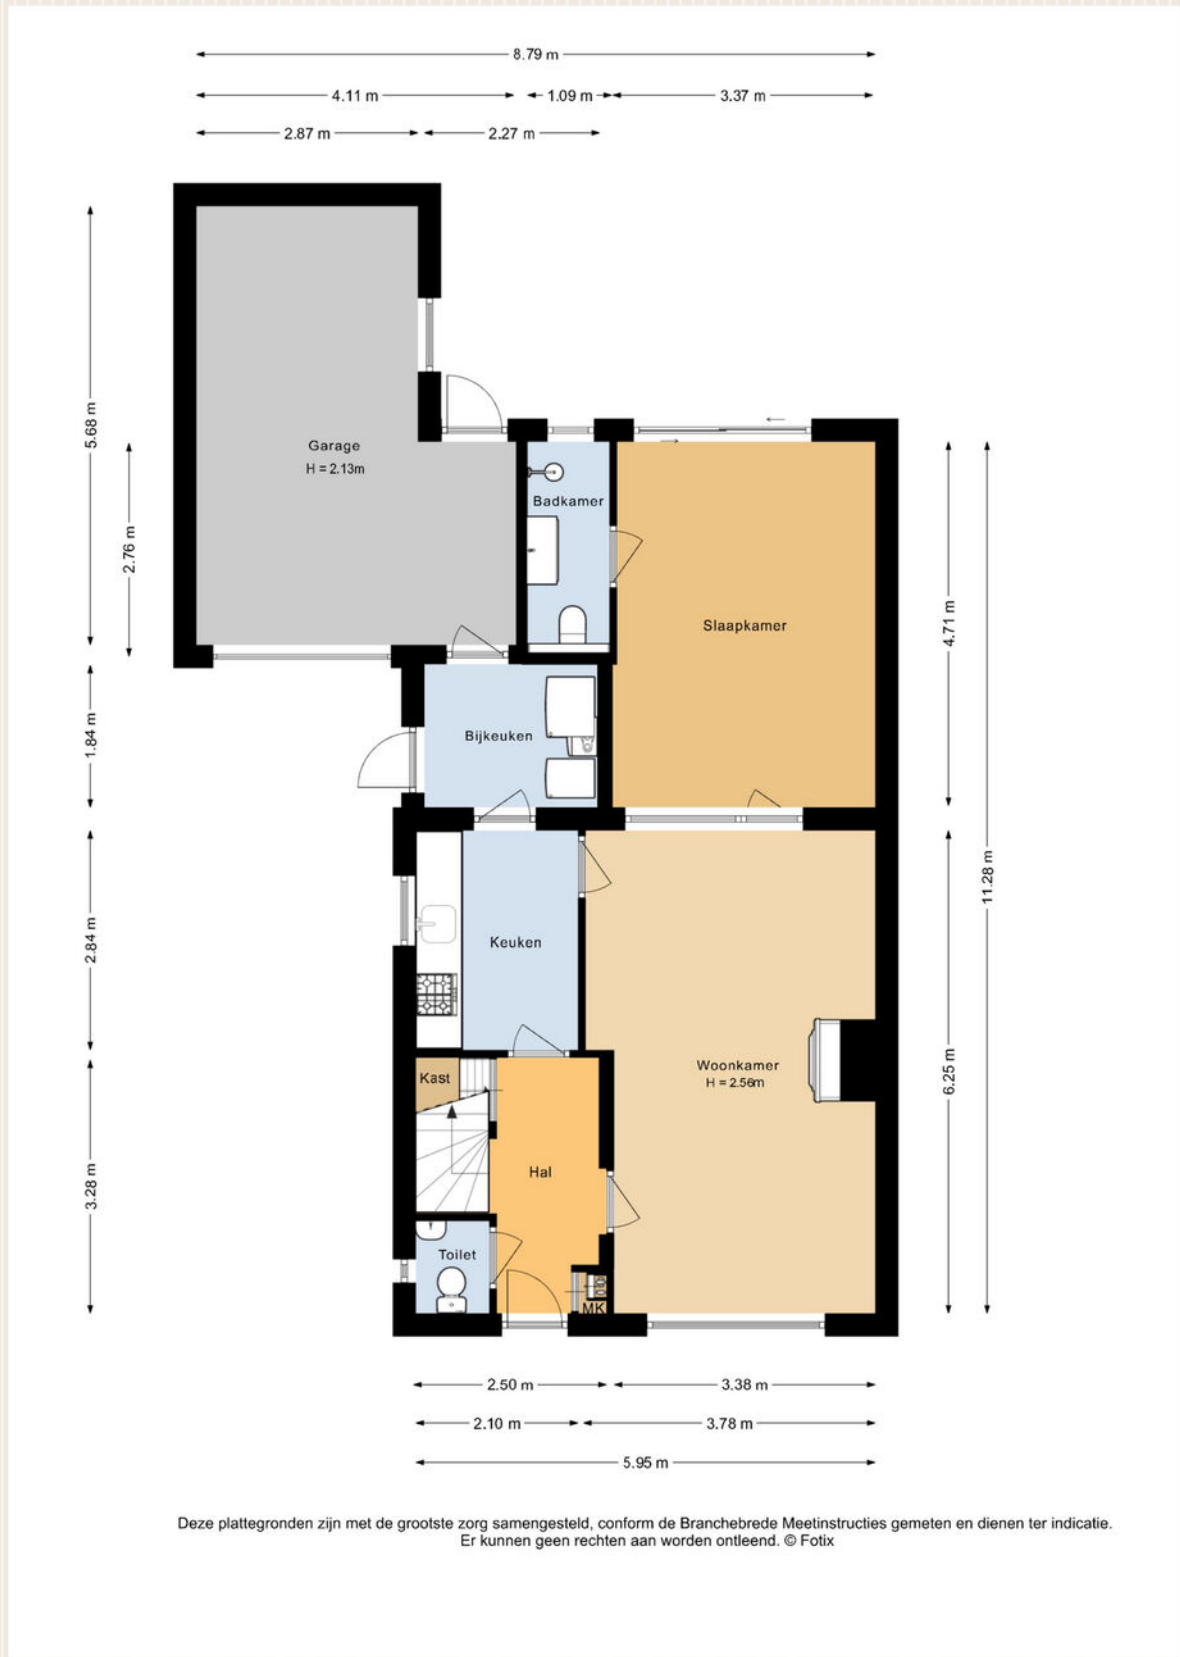 8.79 m
4.11 m
1.09 m
3.37 m
2.87 m
2.27 m
5.68 m
2.76 m
1.84 m
2.84 m
3.28 m
4.71 m
11.28 m
6.25 m
Garage
H = 2.13m
Badkamer
Slaapkamer
Bijkeuken
Keuken
Woonkamer
H = 2.56m
Kast
Hal
Toilet
MK
2.50 m
3.38 m
2.10 m
3.78 m
5.95 m
Deze plattegronden zijn met de grootste zorg samengesteld, conform de Branchebrede Meetinstructies gemeten en dienen ter indicatie.
Er kunnen geen rechten aan worden ontleend. © Fotix